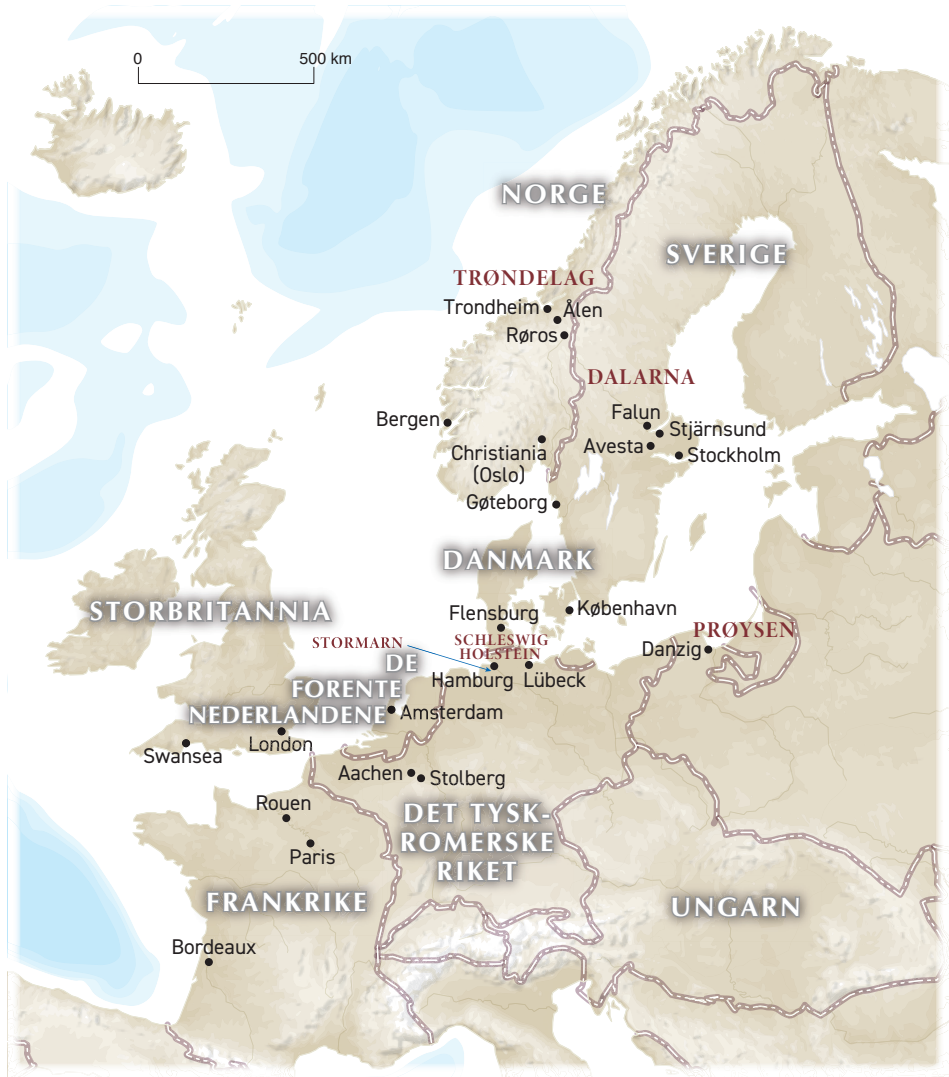 0 500 km
NORGE
SVERIGE
TRØNDELAG
Trondheim
Ålen
Røros
DALARNA
Falun
Stjärnsund
Bergen
Avesta
Christiania
(Oslo)
Stockholm
Gøteborg
DANMARK
STORBRITANNIA
Flensburg
København
STORMARN
SCHLESWIG
HOLSTEIN
PRØYSEN
Danzig
DE
FORENTE
NEDERLANDENE
Hamburg
Lübeck
Amsterdam
London
Swansea
Aachen
Stolberg
Rouen
DET TYSK-
ROMERSKE
RIKET
Paris
FRANKRIKE
UNGARN
Bordeaux